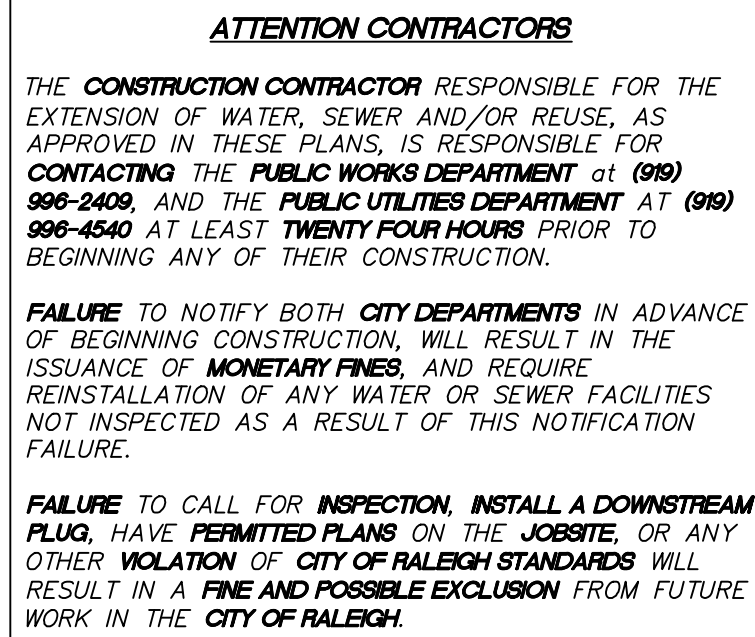 ATTENTION CONTRACTORS
THE CONSTRUCTION CONTRACTOR RESPONSIBLE FOR THE
EXTENSION OF WATER, SEWER AND/OR REUSE, AS
APPROVED IN THESE PLANS, IS RESPONSIBLE FOR
CONTACTING THE PUBLIC WORKS DEPARTMENT at (919)
996-2409, AND THE PUBLIC UTILITIES DEPARTMENT AT (919)
996-4540 AT LEAST TWENTY FOUR HOURS PRIOR TO
BEGINNING ANY OF THEIR CONSTRUCTION.
FAILURE TO NOTIFY BOTH CITY DEPARTMENTS IN ADVANCE
OF BEGINNING CONSTRUCTION, WILL RESULT IN THE
ISSUANCE OF MONETARY FINES, AND REQUIRE
REINSTALLATION OF ANY WATER OR SEWER FACILITIES
NOT INSPECTED AS A RESULT OF THIS NOTIFICATION
FAILURE.
FAILURE TO CALL FOR INSPECTION, INSTALL A DOWNSTREAM
PLUG, HAVE PERMITTED PLANS ON THE JOBSITE, OR ANY
OTHER VIOLATION OF CITY OF RALEIGH STANDARDS WILL
RESULT IN A FINE AND POSSIBLE EXCLUSION FROM FUTURE
WORK IN THE CITY OF RALEIGH.